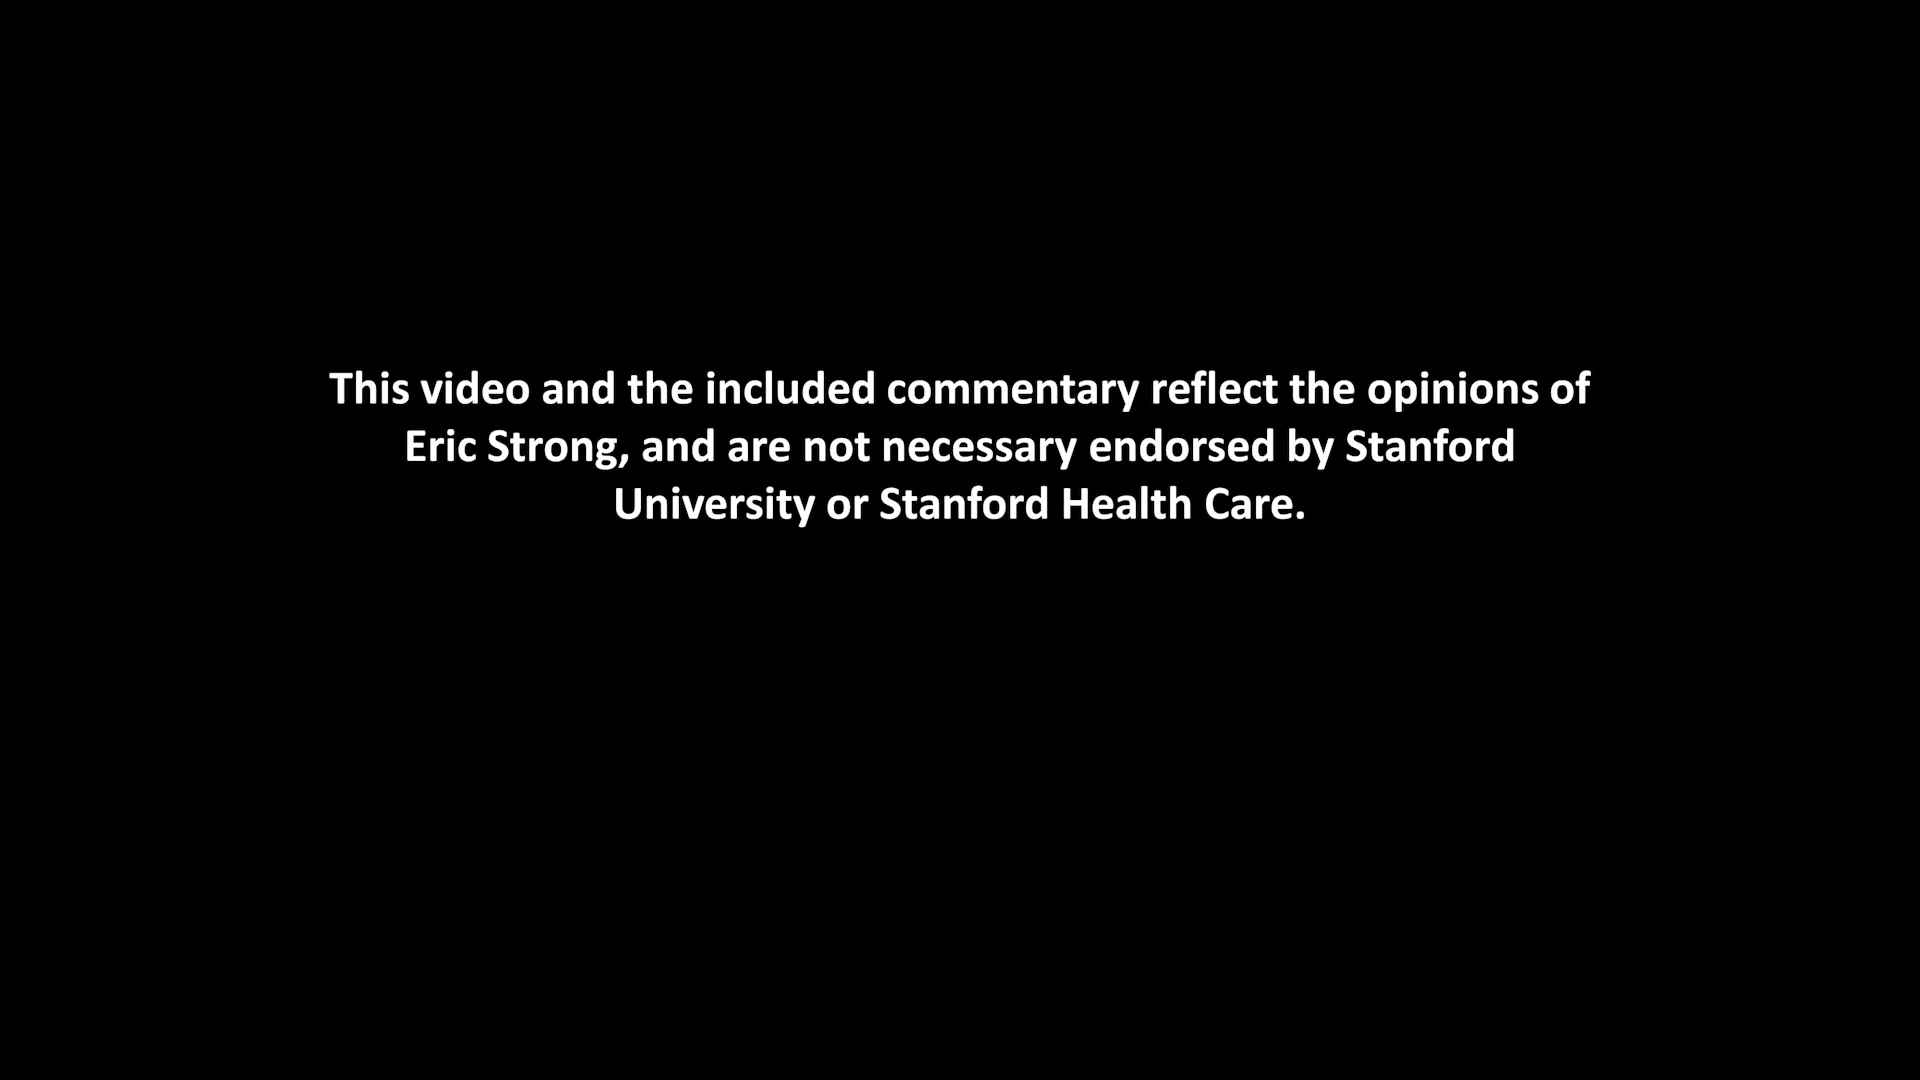 This video and the included commentary reflect the opinions of
Eric Strong, and are not necessary endorsed by Stanford
University or Stanford Health Care.